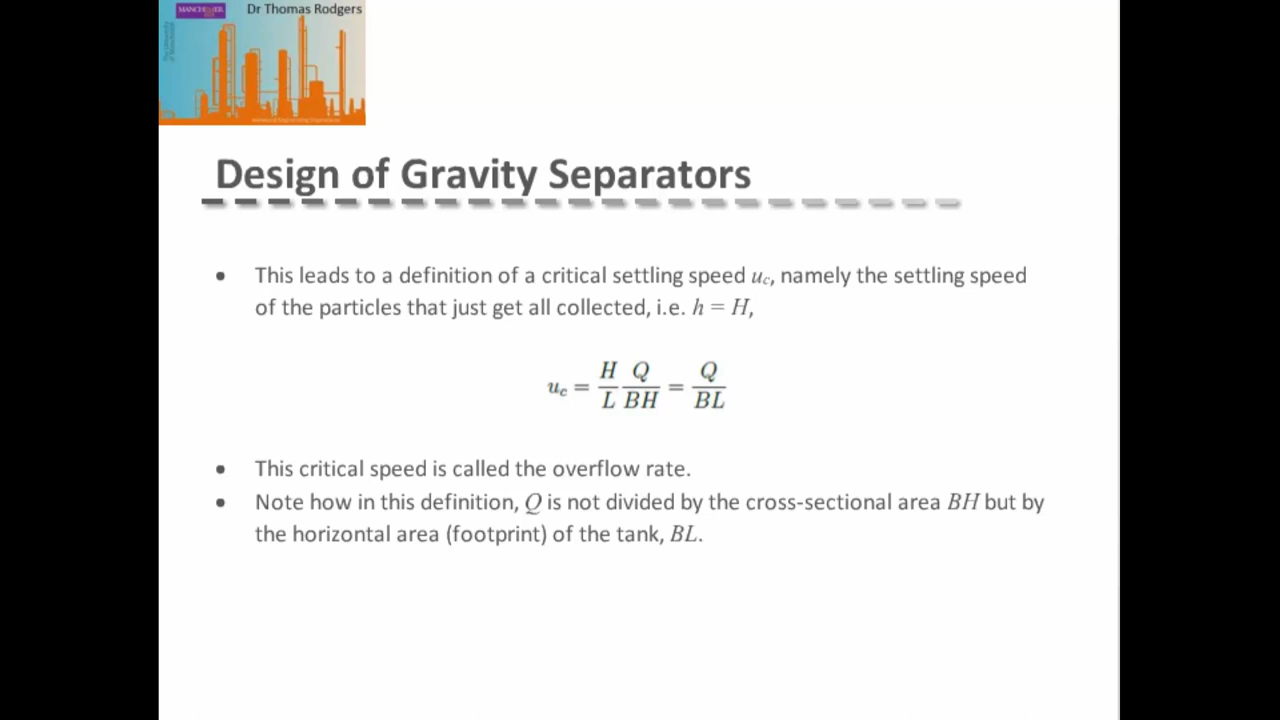 MANCHESTER
Dr Thomas Rodgers
Design of Gravity Separators
• This leads to a definition of a critical settling speed u_c, namely the settling speed
of the particles that just get all collected, i.e. h = H,
u_c = H/L Q/BH = Q/BL
• This critical speed is called the overflow rate.
• Note how in this definition, Q is not divided by the cross-sectional area BH but by
the horizontal area (footprint) of the tank, BL.